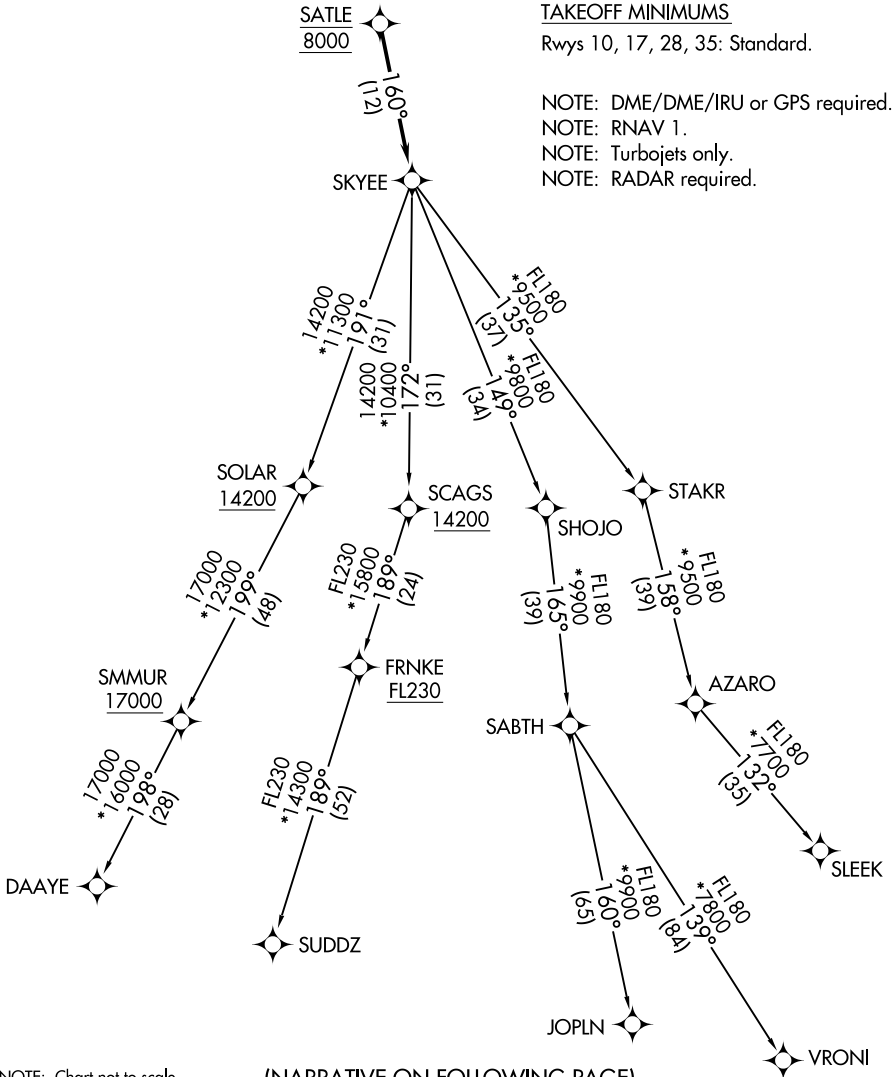 SATLE
8000
160°
(12)
TAKEOFF MINIMUMS
Rwys 10, 17, 28, 35: Standard.
NOTE: DME/DME/IRU or GPS required.
NOTE: RNAV 1.
NOTE: Turbojets only.
NOTE: RADAR required.
SKYEE
14200
*11300
191°
(31)
14200
*10400
172°
(31)
FL180
*9800
149°
(34)
FL180
*9500
135°
(37)
SOLAR
14200
SCAGS
14200
SHOJO
STAKR
17000
*12300
199°
(48)
FL230
*15800
189°
(24)
FL180
*9900
165°
(39)
FL180
*9500
158°
(39)
SMMUR
17000
FRNKE
FL230
SABTH
AZARO
17000
*16000
198°
(28)
FL230
*14300
189°
(52)
FL180
*9900
160°
(65)
FL180
*7800
139°
(84)
FL180
*7700
132°
(35)
DAAYE
SUDDZ
SLEEK
JOPLN
VRONI
NOTE: Chart not to scale
(NARRATIVE ON FOLLOWING PAGE)